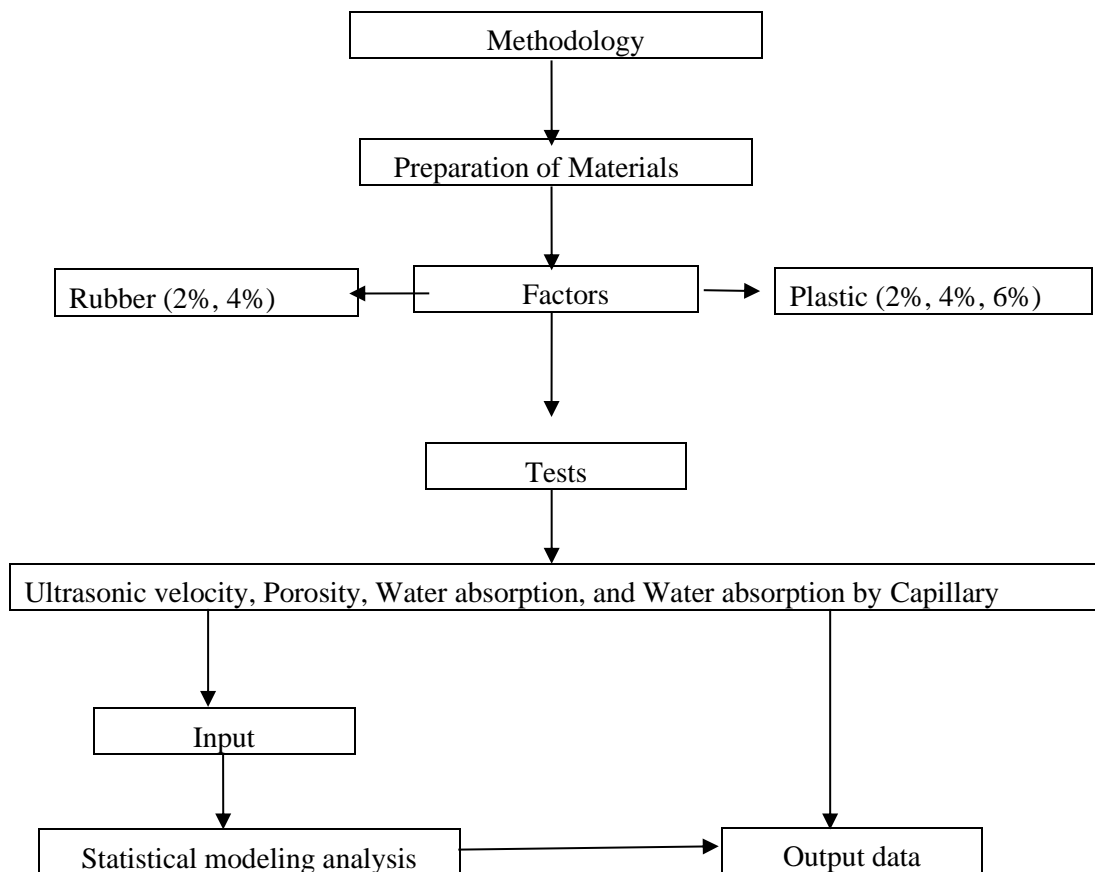 Methodology
Preparation of Materials
Rubber (2%, 4%)
Factors
Plastic (2%, 4%, 6%)
Tests
Ultrasonic velocity, Porosity, Water absorption, and Water absorption by Capillary
Input
Statistical modeling analysis
Output data